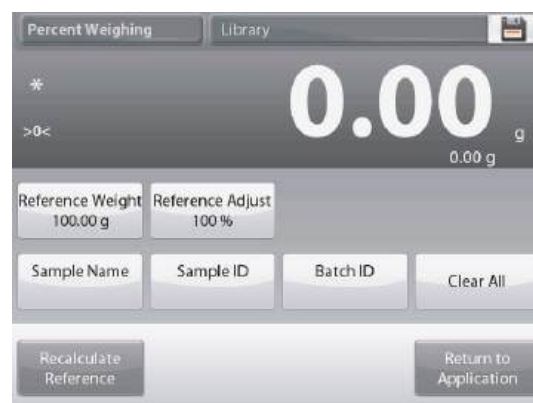 Percent Weighing
Library
*
0.00 g
>0<
0.00 g
Reference Weight
100.00 g
Reference Adjust
100 %
Sample Name
Sample ID
Batch ID
Clear All
Recalculate
Reference
Return to
Application